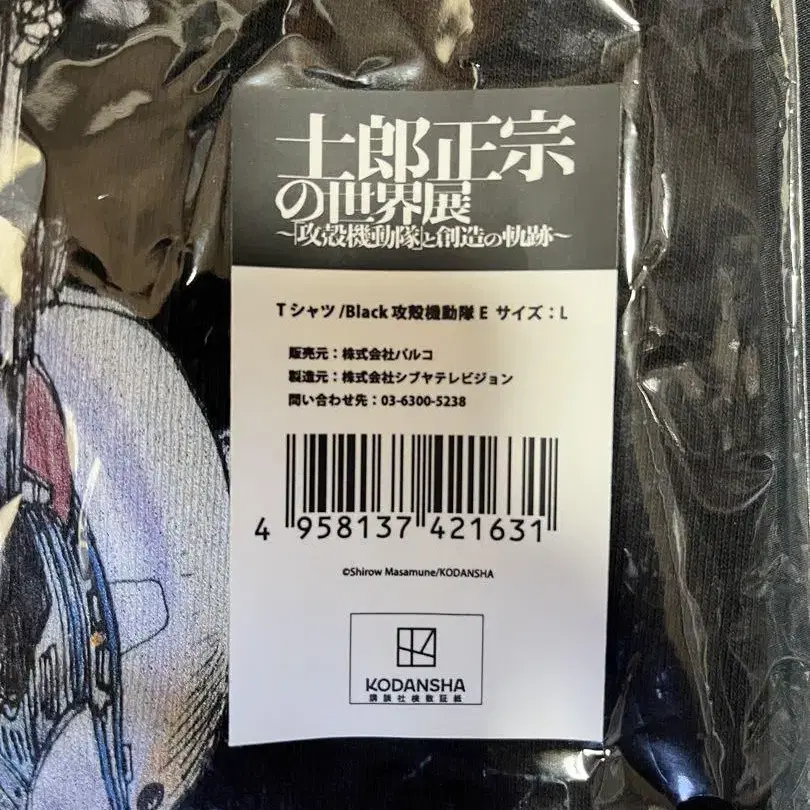 士郎正宗
の世界展
～「攻殻機動隊」と創造の軌跡～
Tシャツ/Black 攻殻機動隊 E サイズ：L
販売元：株式会社パルコ
製造元：株式会社シブヤテレビジョン
問い合わせ先：03-6300-5238
4 958137 421631
©Shirow Masamune/KODANSHA
KODANSHA
講談社検数証紙